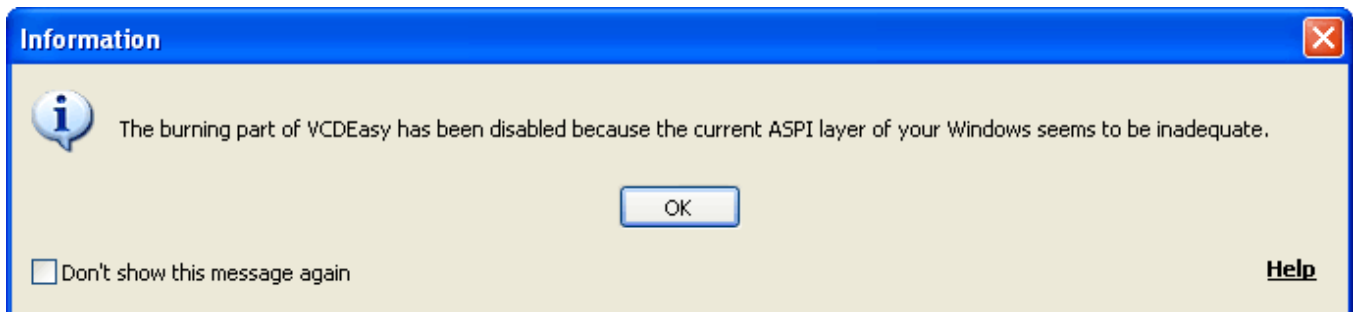 Information
The burning part of VCDEasy has been disabled because the current ASPI layer of your Windows seems to be inadequate.
OK
Don't show this message again
Help